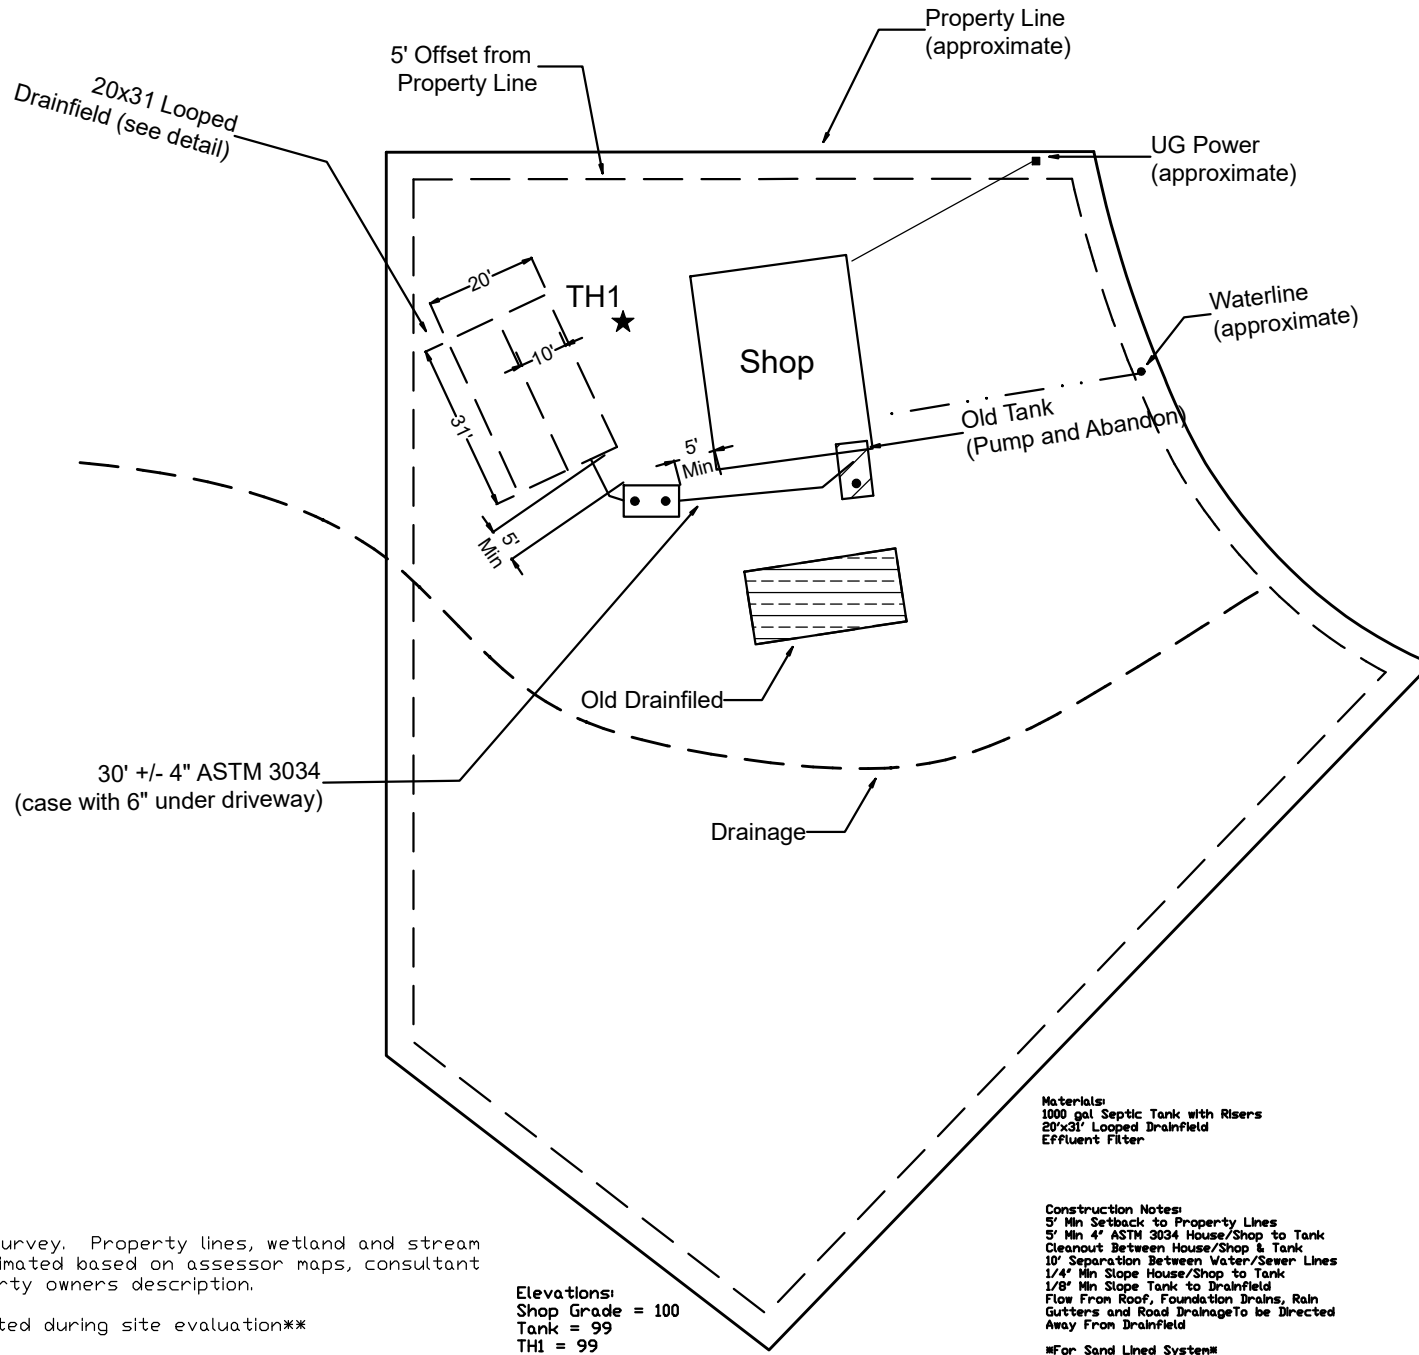 Property Line
(approximate)
5' Offset from
Property Line
20x31 Looped
Drainfield (see detail)
UG Power
(approximate)
20'
TH1
10'
31'
Shop
Waterline
(approximate)
Old Tank
(Pump and Abandon)
5'
Min
5'
Min
Old Drainfiled
30' +/- 4" ASTM 3034
(case with 6" under driveway)
Drainage
Materials:
1000 gal Septic Tank with Risers
20'x31' Looped Drainfield
Effluent Filter
Construction Notes:
5' Min Setback to Property Lines
5' Min 4" ASTM 3034 House/Shop to Tank
Cleanout Between House/Shop & Tank
10' Separation Between Water/Sewer Lines
1/4" Min Slope House/Shop to Tank
1/8" Min Slope Tank to Drainfield
Flow From Roof, Foundation Drains, Rain
Gutters and Road DrainageTo be Directed
Away From Drainfield
*For Sand Lined System*
urvey. Property lines, wetland and stream
imated based on assessor maps, consultant
rty owners description.
ted during site evaluation**
Elevations:
Shop Grade = 100
Tank = 99
TH1 = 99